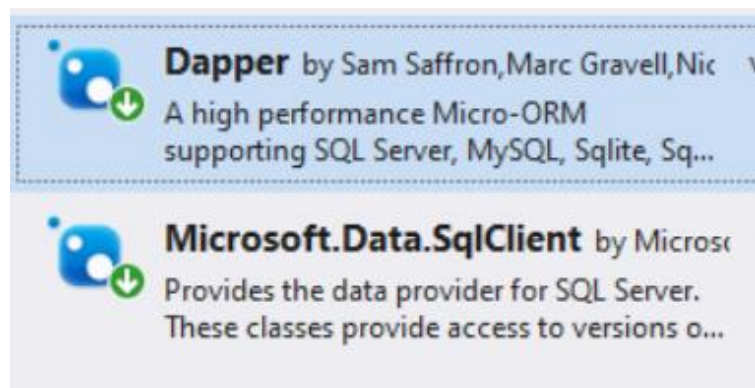 Dapper by Sam Saffron,Marc Gravell,Nic
A high performance Micro-ORM
supporting SQL Server, MySQL, Sqlite, Sq...
Microsoft.Data.SqlClient by Micros
Provides the data provider for SQL Server.
These classes provide access to versions o...